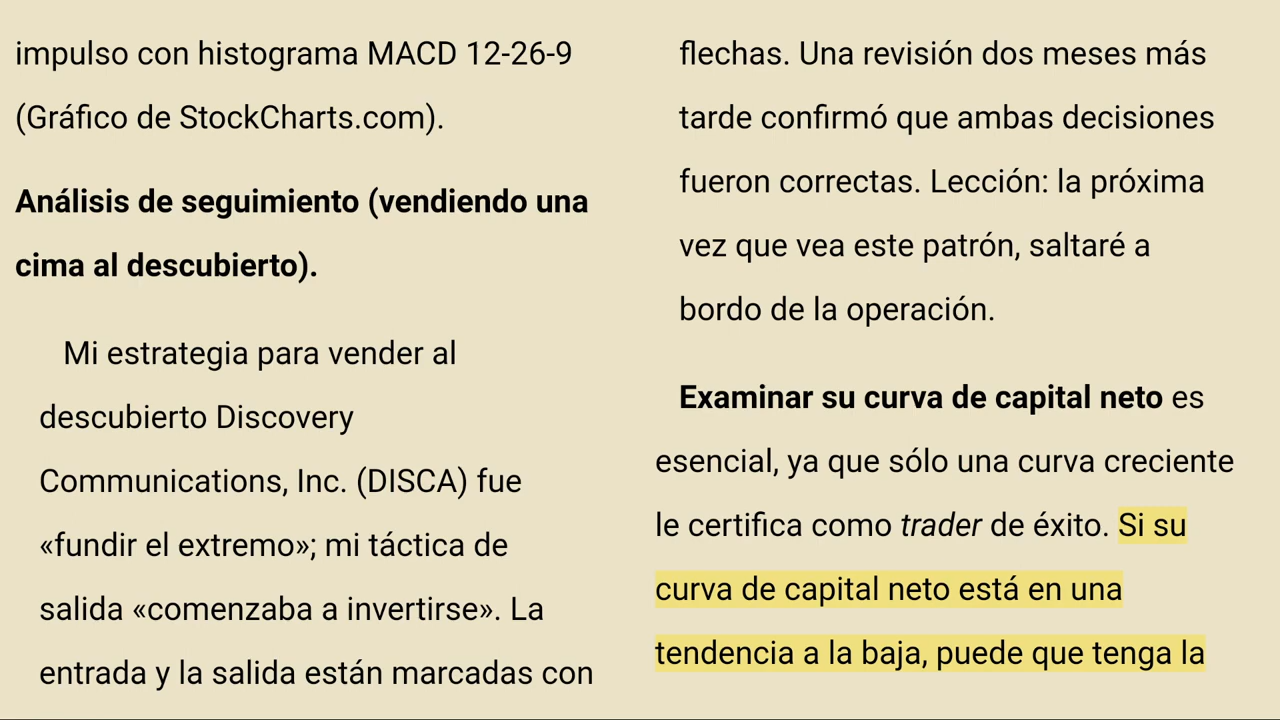 impulso con histograma MACD 12-26-9
(Gráfico de StockCharts.com).
Análisis de seguimiento (vendiendo una
cima al descubierto).
Mi estrategia para vender al
descubierto Discovery
Communications, Inc. (DISCA) fue
«fundir el extremo»; mi táctica de
salida «comenzaba a invertirse». La
entrada y la salida están marcadas con
flechas. Una revisión dos meses más
tarde confirmó que ambas decisiones
fueron correctas. Lección: la próxima
vez que vea este patrón, saltaré a
bordo de la operación.
Examinar su curva de capital neto es
esencial, ya que sólo una curva creciente
le certifica como trader de éxito. Si su
curva de capital neto está en una
tendencia a la baja, puede que tenga la